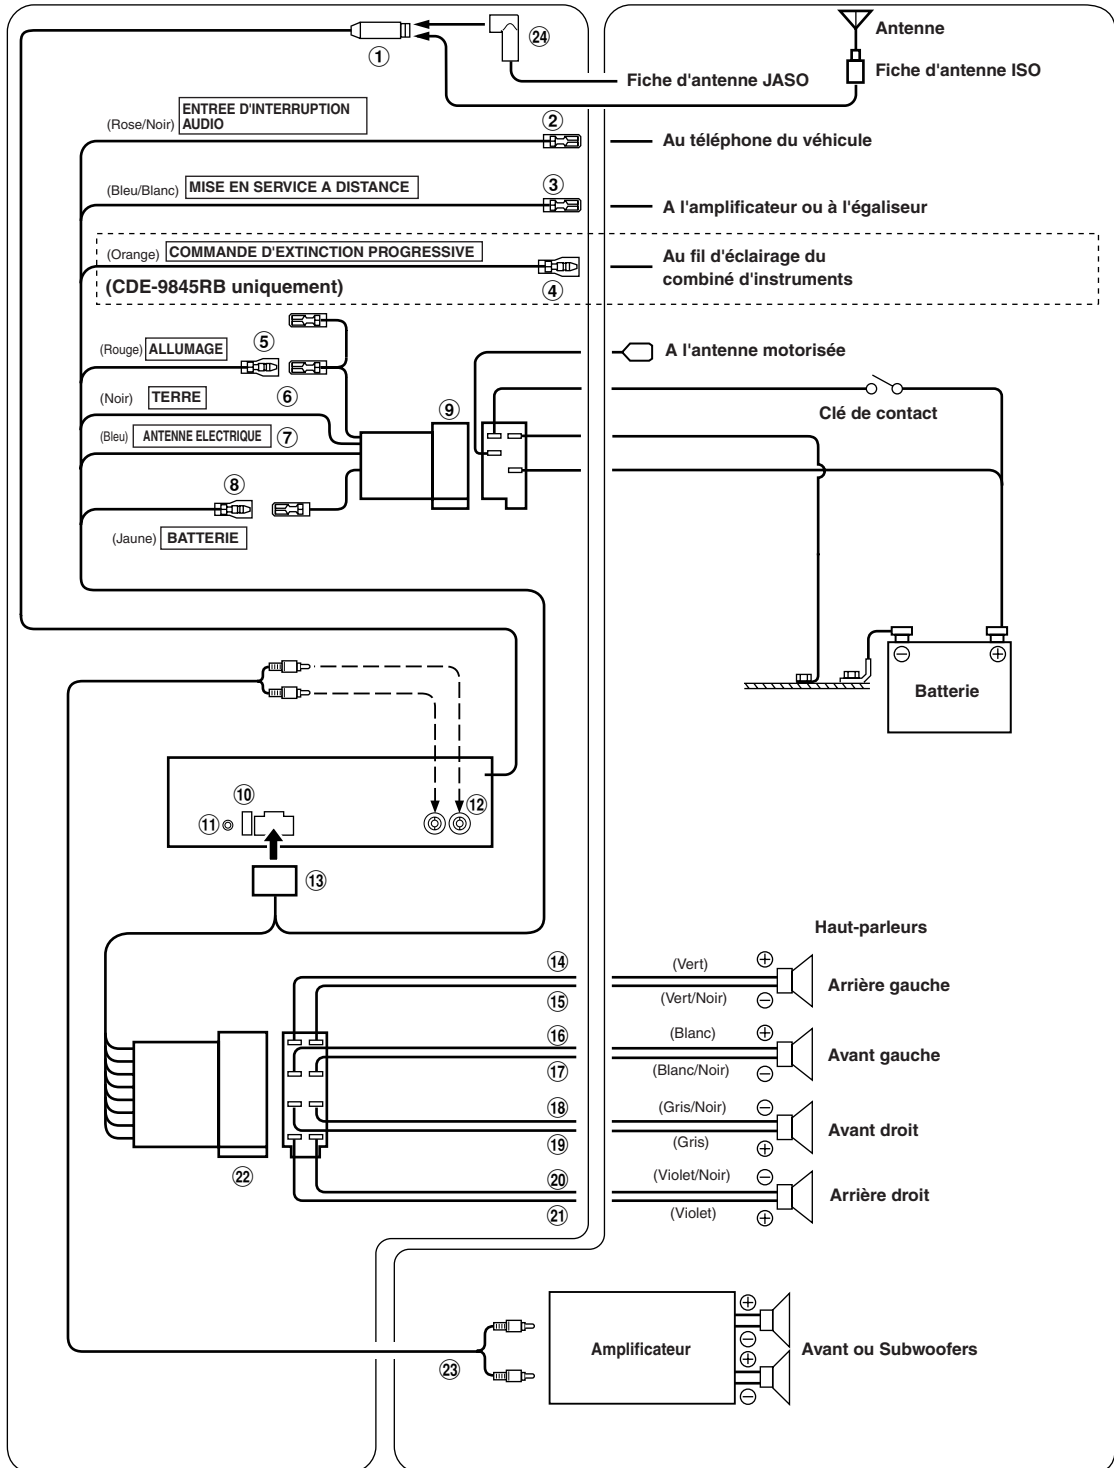 ①
㉔
Antenne
Fiche d'antenne ISO
Fiche d'antenne JASO
(Rose/Noir) ENTREE D'INTERRUPTION
AUDIO
②
Au téléphone du véhicule
(Bleu/Blanc) MISE EN SERVICE A DISTANCE
③
A l'amplificateur ou à l'égaliseur
(Orange) COMMANDE D'EXTINCTION PROGRESSIVE
(CDE-9845RB uniquement)
④
Au fil d'éclairage du
combiné d'instruments
(Rouge) ALLUMAGE
⑤
A l'antenne motorisée
(Noir) TERRE
⑥
⑨
Clé de contact
(Bleu) ANTENNE ELECTRIQUE ⑦
⑧
(Jaune) BATTERIE
⊖ ⊕
Batterie
⑩
⑪
⑫
⑬
Haut-parleurs
⑭ (Vert) ⊕
Arrière gauche
⑮ (Vert/Noir) ⊖
⑯ (Blanc) ⊕
Avant gauche
⑰ (Blanc/Noir) ⊖
⑱ (Gris/Noir) ⊖
Avant droit
⑲ (Gris) ⊕
⑳ (Violet/Noir) ⊖
Arrière droit
㉑ (Violet) ⊕
㉒
㉓
Amplificateur
⊕
⊖
⊕
⊖
Avant ou Subwoofers